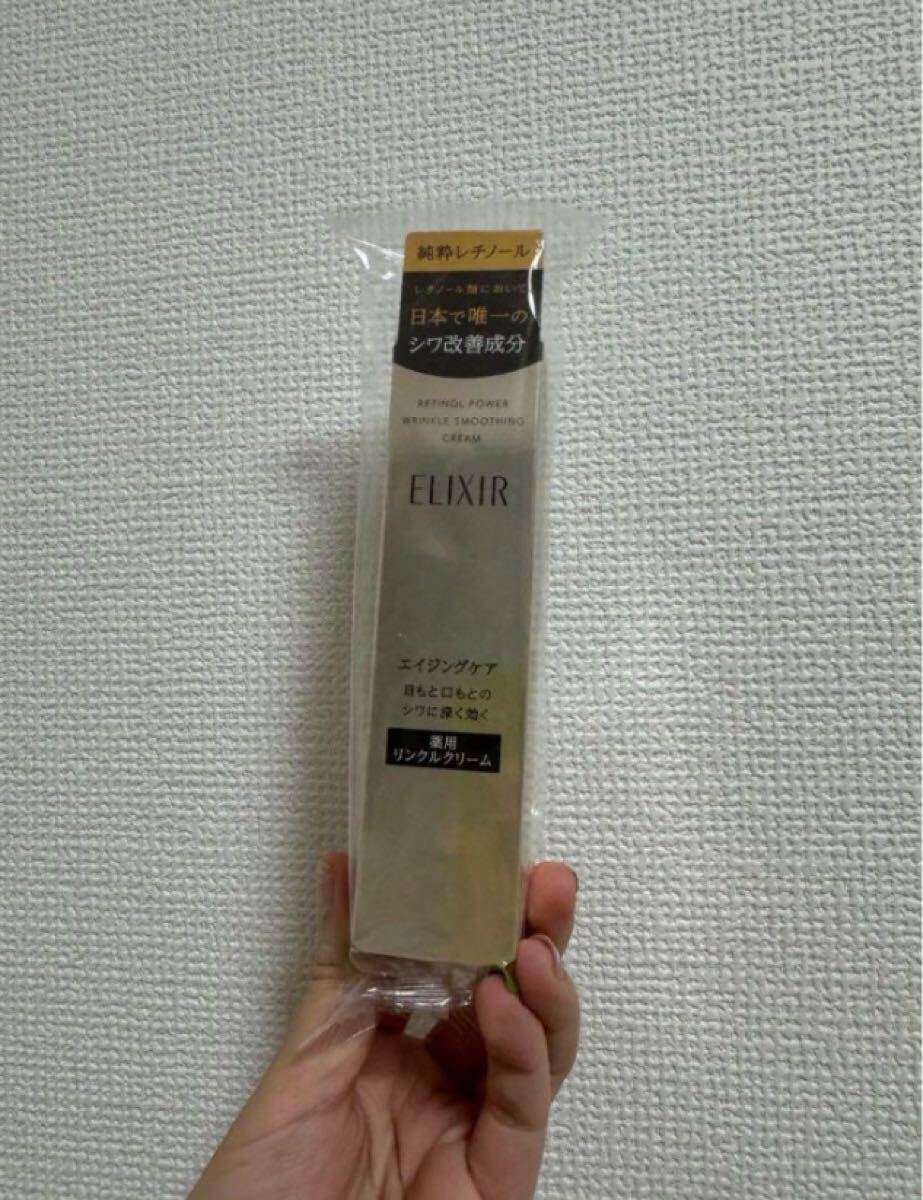 純粋レチノール
レチノール類において
日本で唯一の
シワ改善成分
RETINOL POWER
WRINKLE SMOOTHING
CREAM
ELIXIR
エイジングケア
目もと口もとの
シワに深く効く
薬用
リンクルクリーム